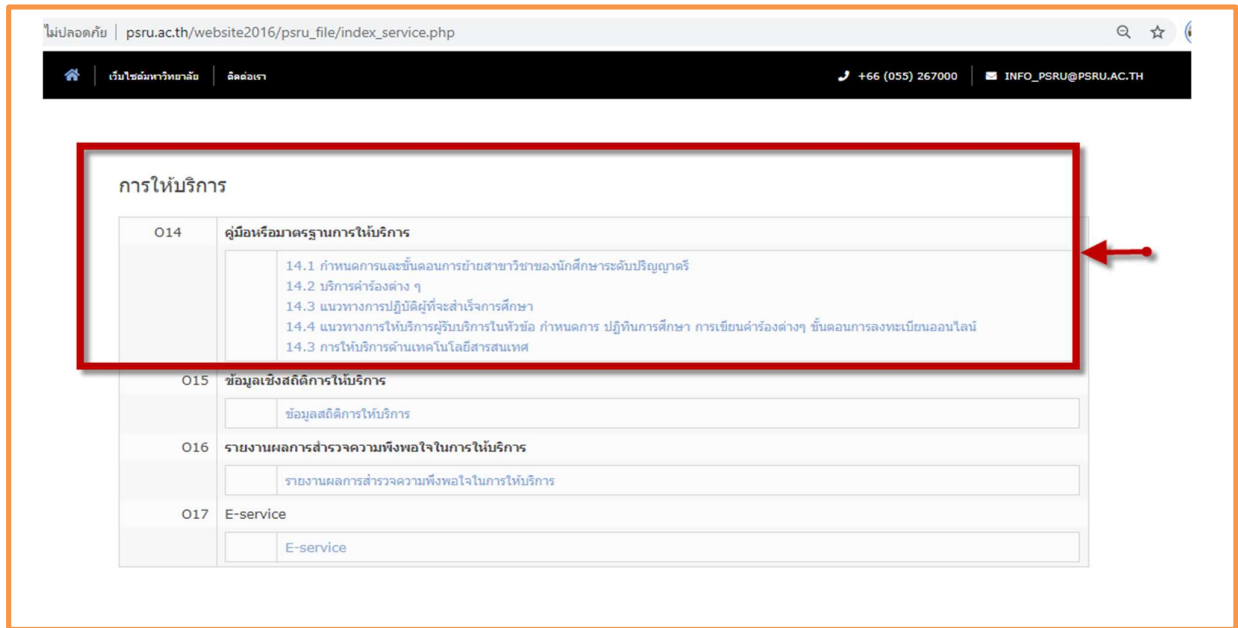 ไม่ปลอดภัย | psru.ac.th/website2016/psru_file/index_service.php
เว็บไซต์มหาวิทยาลัย ติดต่อเรา +66 (055) 267000 INFO_PSRU@PSRU.AC.TH
การให้บริการ
O14 คู่มือหรือมาตรฐานการให้บริการ
14.1 กำหนดการและขั้นตอนการย้ายสาขาวิชาของนักศึกษาระดับปริญญาตรี
14.2 บริการคำร้องต่าง ๆ
14.3 แนวทางการปฏิบัติผู้ที่จะสำเร็จการศึกษา
14.4 แนวทางการให้บริการผู้รับบริการในหัวข้อ กำหนดการ ปฏิทินการศึกษา การเขียนคำร้องต่างๆ ขั้นตอนการลงทะเบียนออนไลน์
14.3 การให้บริการด้านเทคโนโลยีสารสนเทศ
O15 ข้อมูลเชิงสถิติการให้บริการ
ข้อมูลสถิติการให้บริการ
O16 รายงานผลการสำรวจความพึงพอใจในการให้บริการ
รายงานผลการสำรวจความพึงพอใจในการให้บริการ
O17 E-service
E-service